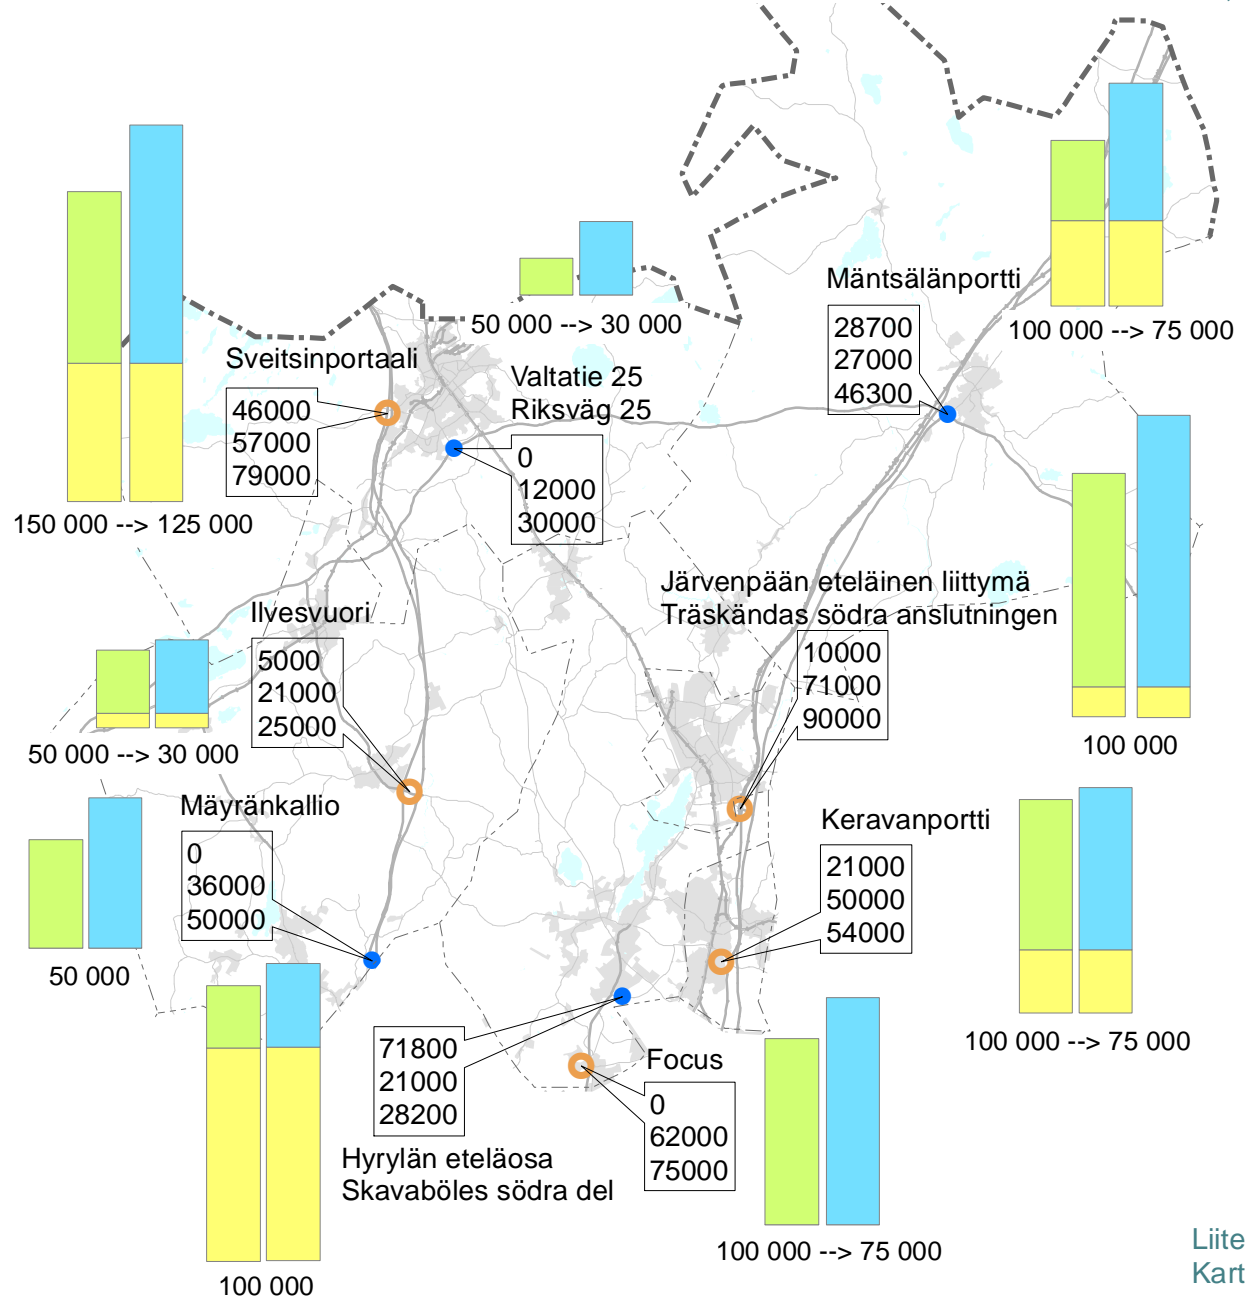 Mäntsälänportti
28700
27000
46300
100 000 --> 75 000
50 000 --> 30 000
Sveitsinportaali
46000
57000
79000
Valtatie 25
Riksväg 25
0
12000
30000
150 000 --> 125 000
Järvenpään eteläinen liittymä
Träskändas södra anslutningen
10000
71000
90000
100 000
Ilvesvuori
5000
21000
25000
50 000 --> 30 000
Mäyränkallio
0
36000
50000
50 000
Keravanportti
21000
50000
54000
100 000 --> 75 000
71800
21000
28200
Hyrylän eteläosa
Skavaböles södra del
Focus
0
62000
75000
100 000 --> 75 000
100 000
Liite
Kart